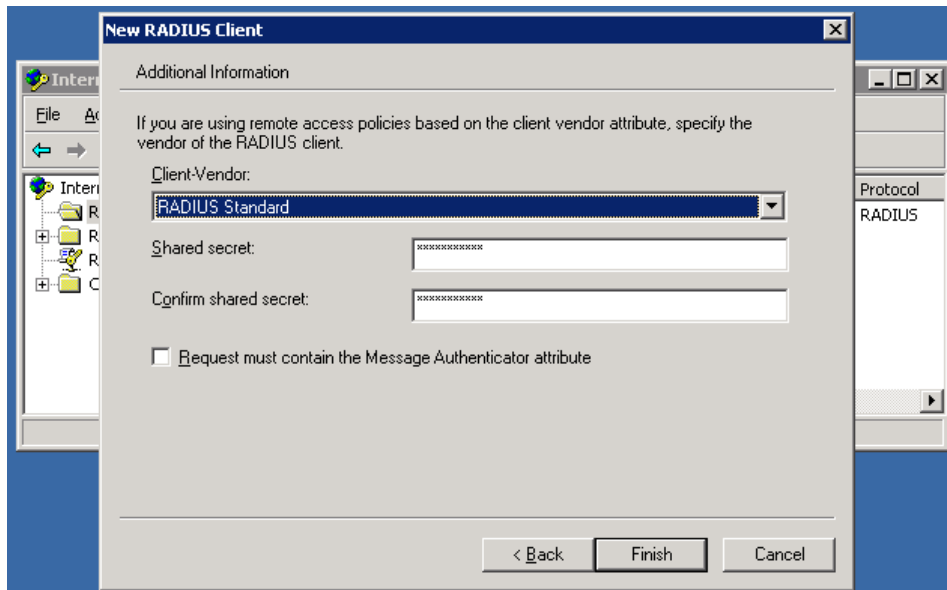 New RADIUS Client
Additional Information
If you are using remote access policies based on the client vendor attribute, specify the
vendor of the RADIUS client.
Client-Vendor:
RADIUS Standard
Shared secret:
***********
Confirm shared secret:
***********
Request must contain the Message Authenticator attribute
< Back
Finish
Cancel
Inter
File
A
Inter
R
R
R
C
Protocol
RADIUS